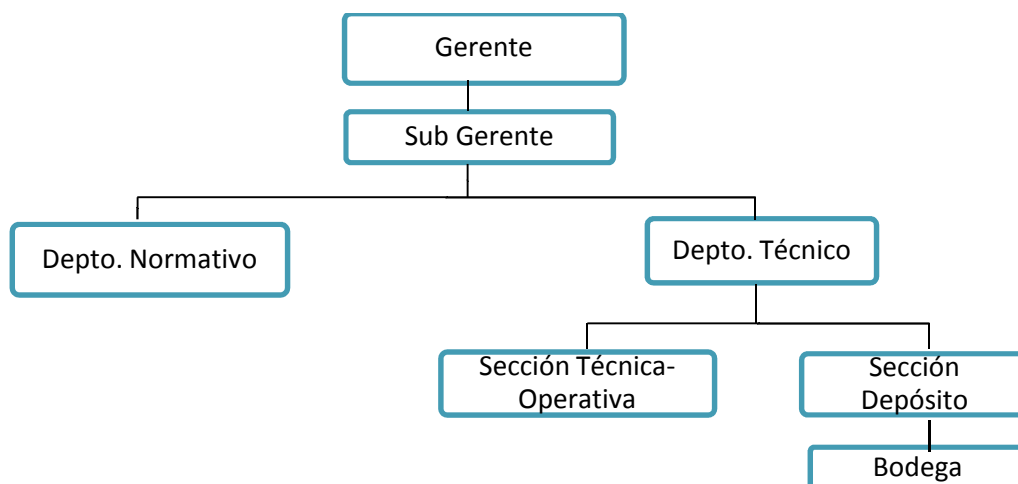 Gerente
Sub Gerente
Depto. Normativo
Depto. Técnico
Sección Técnica-
Operativa
Sección
Depósito
Bodega